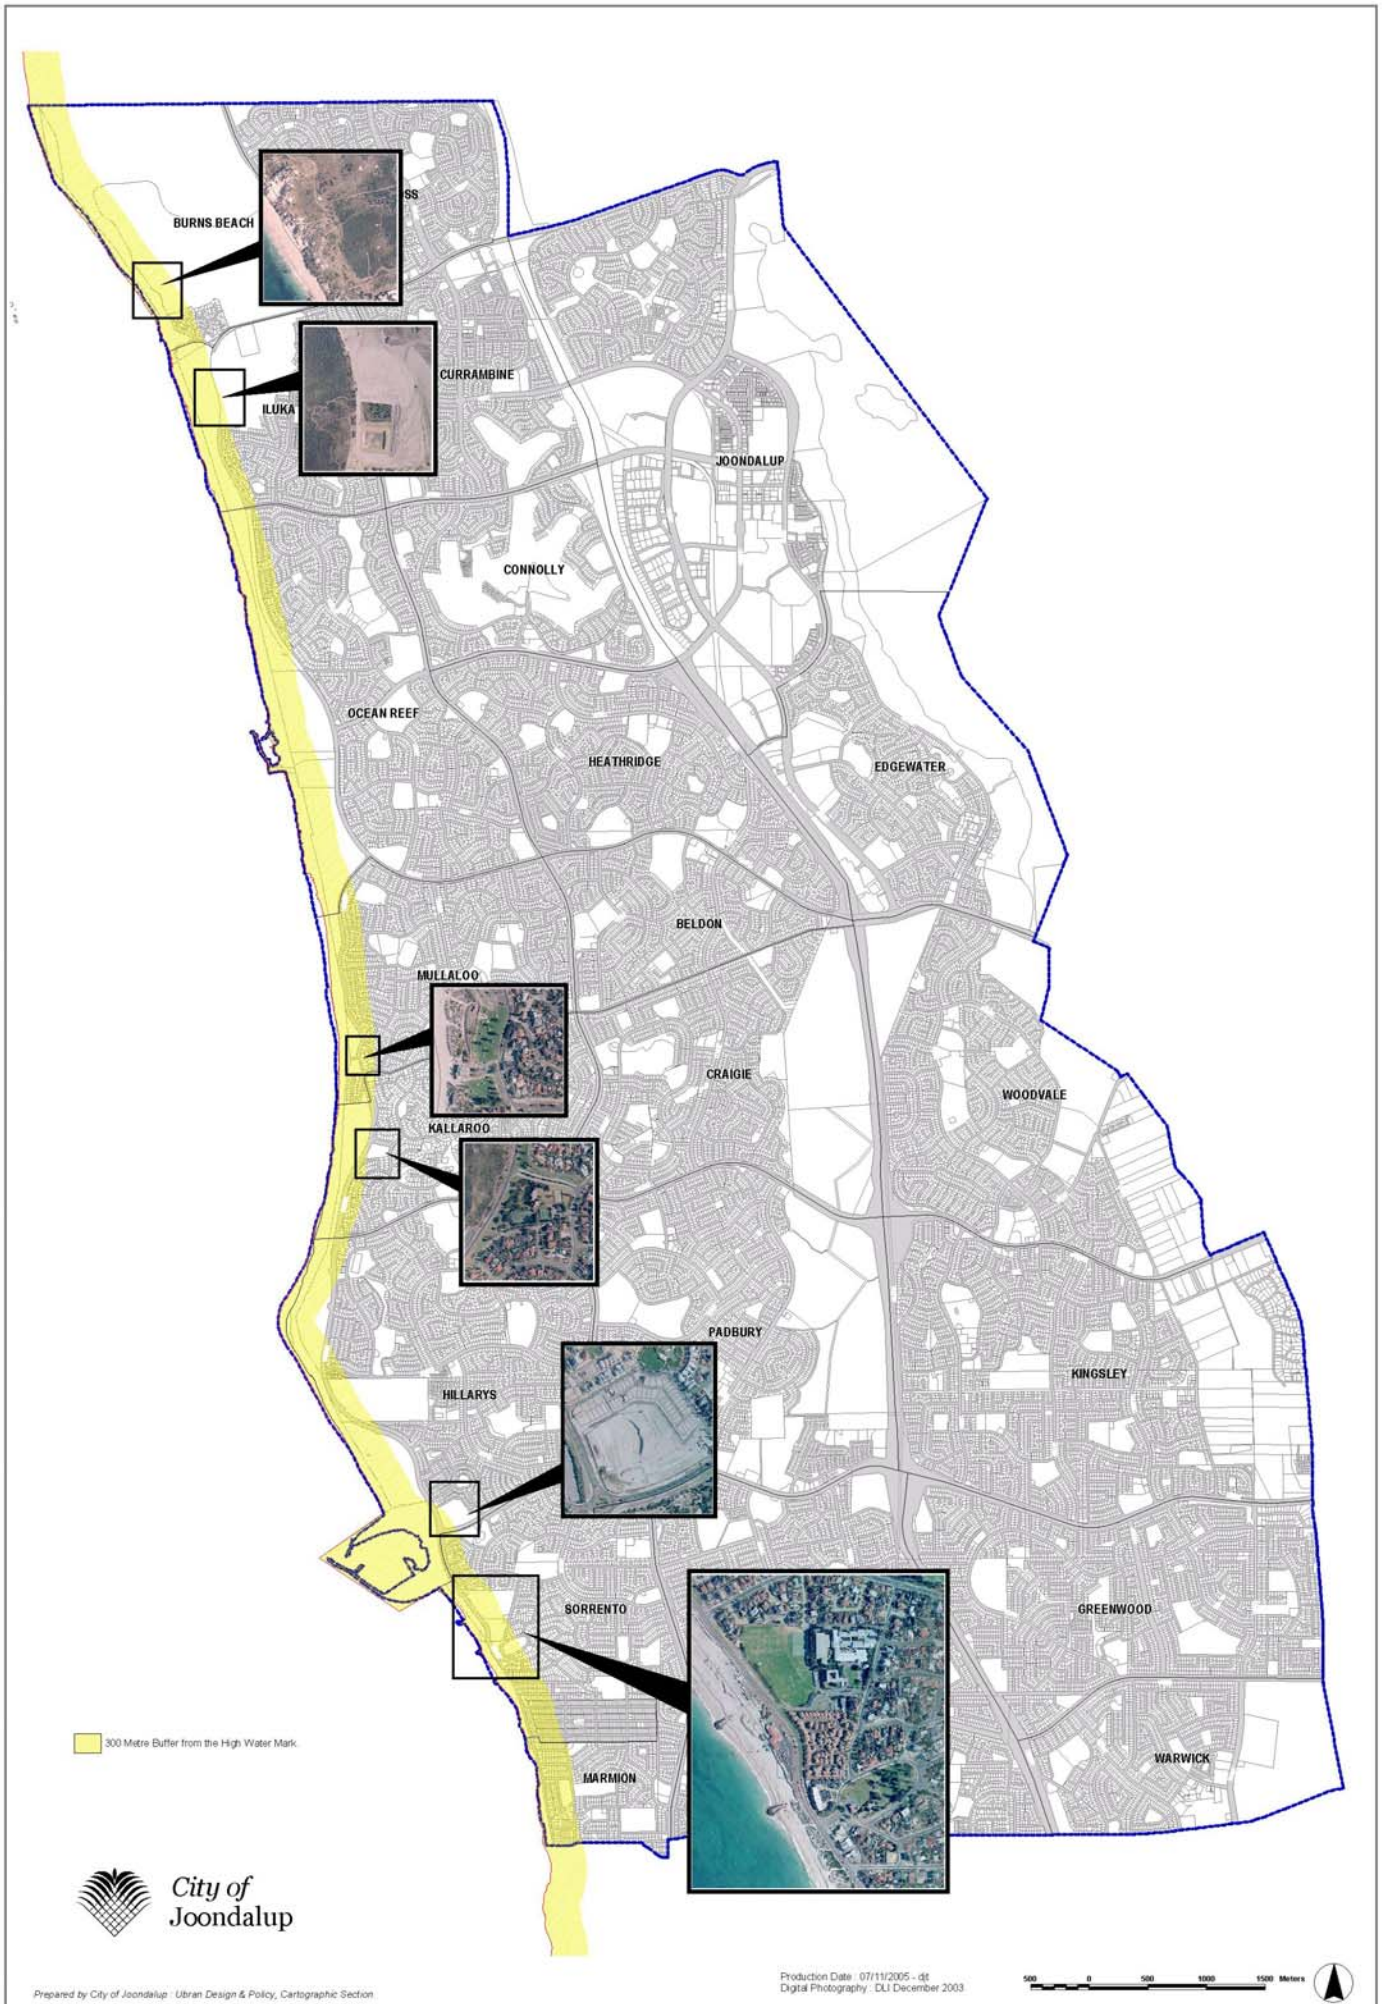 SS
BURNS BEACH
CURRAMBINE
ILUKA
JOONDALUP
CONNOLLY
OCEAN REEF
HEATHRIDGE
EDGEWATER
BELDON
MULLALOO
CRAIGIE
WOODVALE
KALLAROO
PADBURY
KINGSLEY
HILLARYS
SORRENTO
GREENWOOD
300 Metre Buffer from the High Water Mark.
WARWICK
MARMION
City of
Joondalup
Production Date : 07/11/2005 - djt
Digital Photography : DLI December 2003
500 0 500 1000 1500 Meters
Prepared by City of Joondalup : Ubran Design & Policy, Cartographic Section